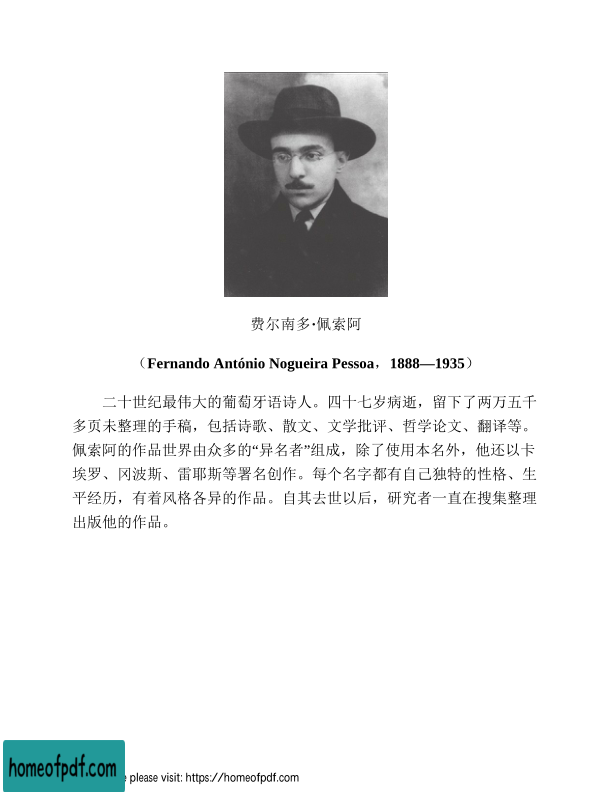 费尔南多·佩索阿
（Fernando António Nogueira Pessoa，1888—1935）
二十世纪最伟大的葡萄牙语诗人。四十七岁病逝，留下了两万五千
多页未整理的手稿，包括诗歌、散文、文学批评、哲学论文、翻译等。
佩索阿的作品世界由众多的“异名者”组成，除了使用本名外，他还以卡
埃罗、冈波斯、雷耶斯等署名创作。每个名字都有自己独特的性格、生
平经历，有着风格各异的作品。自其去世以后，研究者一直在搜集整理
出版他的作品。
homeofpdf.com
e please visit: https://homeofpdf.com